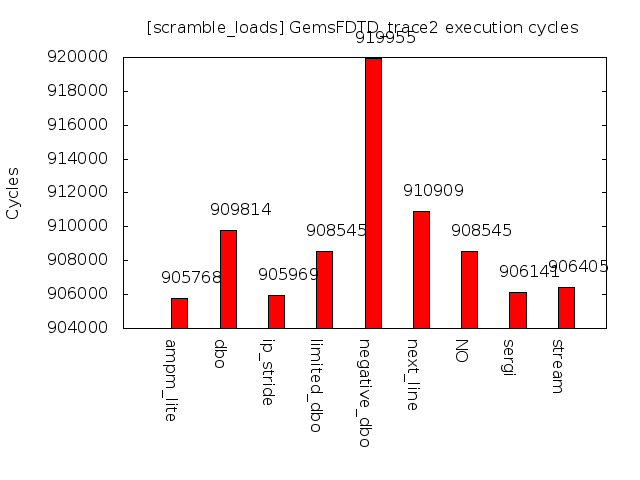 [scramble_loads] GemsFDTD_trace2 execution cycles
919955
920000
918000
916000
914000
912000
910000
908000
906000
904000
Cycles
905768
909814
905969
908545
910909
908545
906141
906405
ampm_lite
dbo
ip_stride
limited_dbo
negative_dbo
next_line
NO
sergi
stream